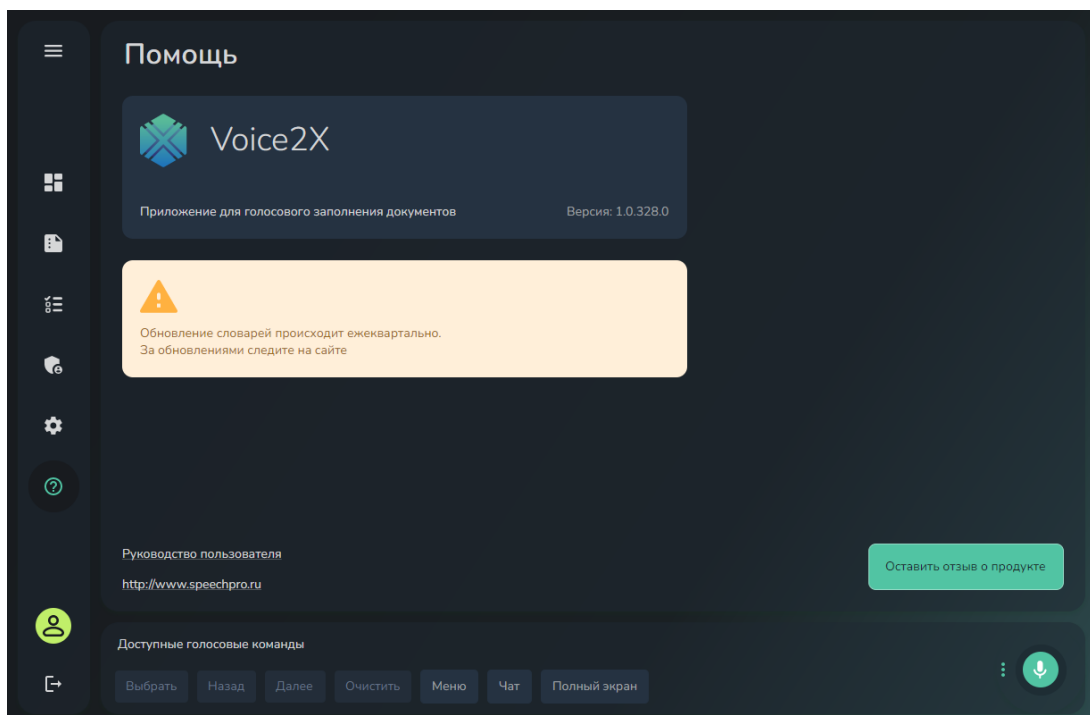 Помощь
Voice2X
Приложение для голосового заполнения документов Версия: 1.0.328.0
Обновление словарей происходит ежеквартально.
За обновлениями следите на сайте
Руководство пользователя
http://www.speechpro.ru
Оставить отзыв о продукте
Доступные голосовые команды
Выбрать Назад Далее Очистить Меню Чат Полный экран